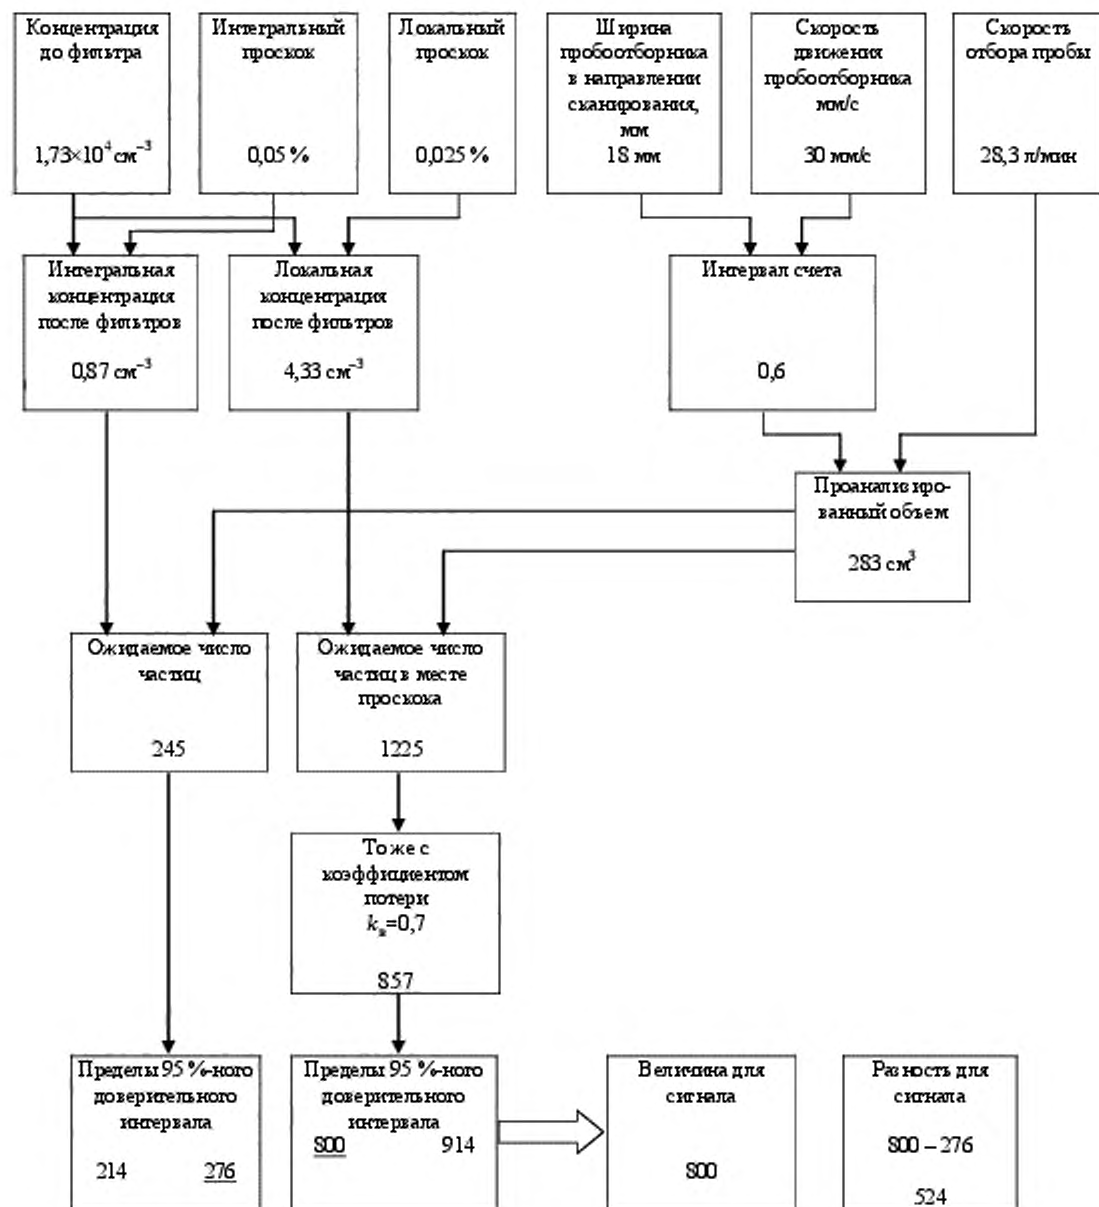 Концентрация
до фильтра
1,73×10⁴ см⁻³
Интегральный
проскок
0,05 %
Локальный
проскок
0,025 %
Ширина
пробоотборника
в направлении
сканирования,
мм
18 мм
Скорость
движения
пробоотборника
мм/с
30 мм/с
Скорость
отбора пробы
28,3 л/мин
Интегральная
концентрация
после фильтров
0,87 см⁻³
Локальная
концентрация
после фильтров
4,33 см⁻³
Интервал счета
0,6
Проанализиро-
ванный объем
283 см³
Ожидаемое число
частиц
245
Ожидаемое число
частиц в месте
проскока
1225
То же с
коэффициентом
потери
=0,7
857
Пределы 95 %-ного
доверительного
интервала
214 276
Пределы 95 %-ного
доверительного
интервала
800 914
Величина для
сигнала
800
Разность для
сигнала
800 – 276
524